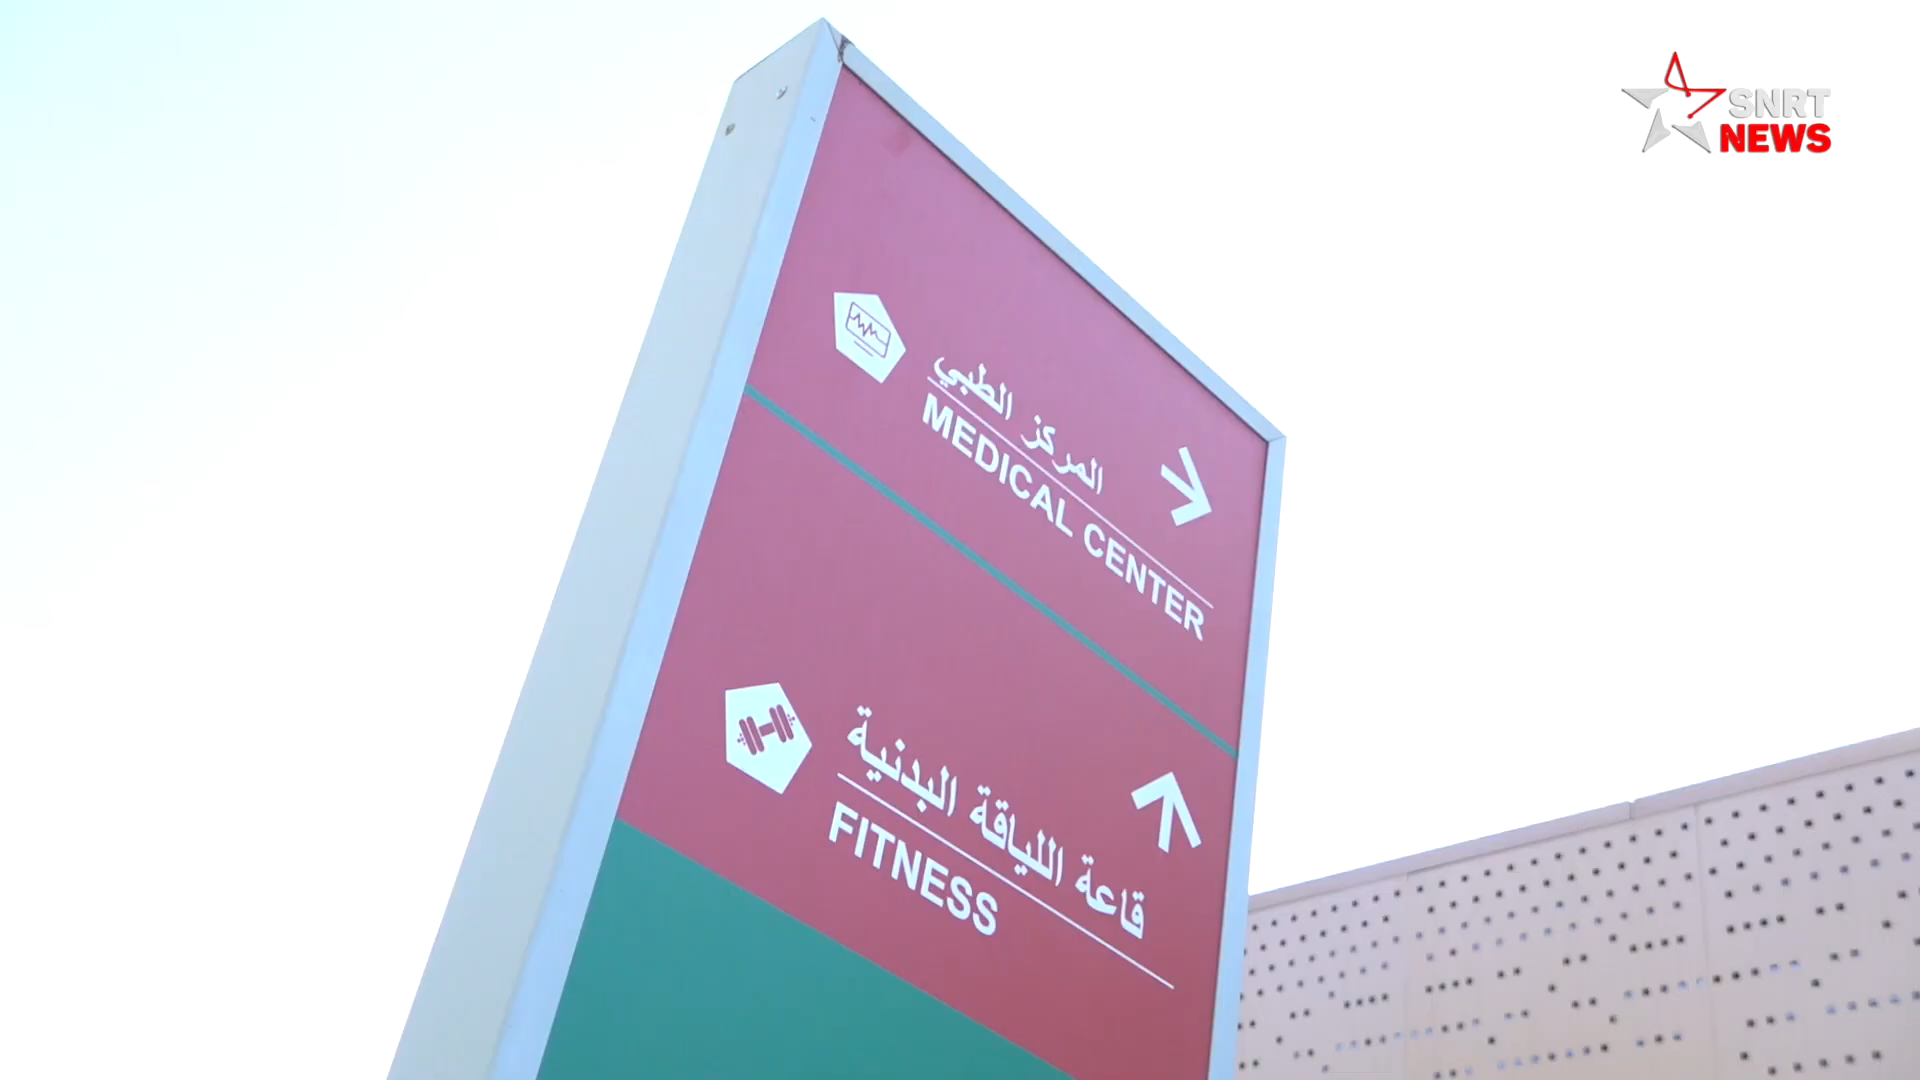 SNRT
NEWS
المركز الطبي
MEDICAL CENTER
قاعة اللياقة البدنية
FITNESS